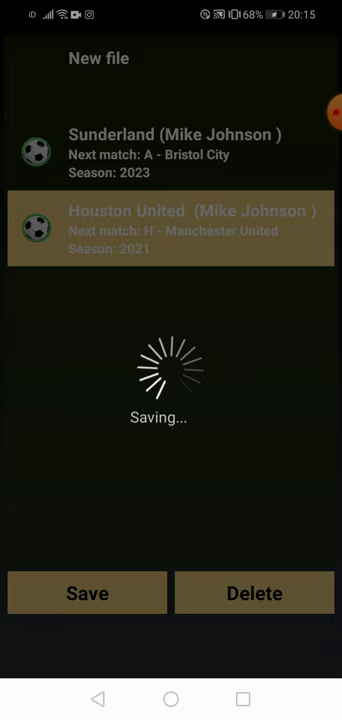 iD 68% 20:15
New file
Sunderland (Mike Johnson )
Next match: A - Bristol City
Season: 2023
Houston United (Mike Johnson )
Next match: H - Manchester United
Season: 2021
Saving...
Save Delete